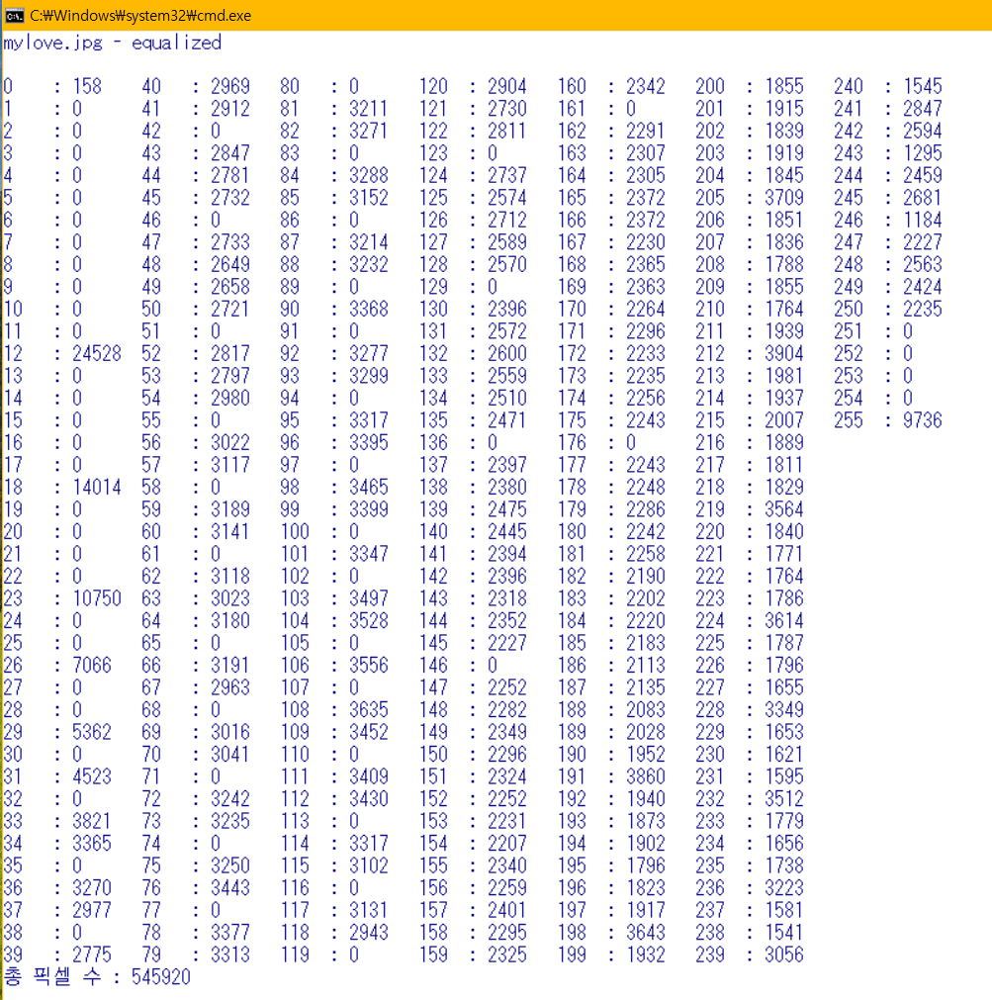 C:₩Windows₩system32₩cmd.exe
mylove.jpg - equalized
0 : 158 40 : 2969 80 : 0 120 : 2904 160 : 2342 200 : 1855 240 : 1545
1 : 0 41 : 2912 81 : 3211 121 : 2730 161 : 0 201 : 1915 241 : 2847
2 : 0 42 : 0 82 : 3271 122 : 2811 162 : 2291 202 : 1839 242 : 2594
3 : 0 43 : 2847 83 : 0 123 : 0 163 : 2307 203 : 1919 243 : 1295
4 : 0 44 : 2781 84 : 3288 124 : 2737 164 : 2305 204 : 1845 244 : 2459
5 : 0 45 : 2732 85 : 3152 125 : 2574 165 : 2372 205 : 3709 245 : 2681
6 : 0 46 : 0 86 : 0 126 : 2712 166 : 2372 206 : 1851 246 : 1184
7 : 0 47 : 2733 87 : 3214 127 : 2589 167 : 2230 207 : 1836 247 : 2227
8 : 0 48 : 2649 88 : 3232 128 : 2570 168 : 2365 208 : 1788 248 : 2563
9 : 0 49 : 2658 89 : 0 129 : 0 169 : 2363 209 : 1855 249 : 2424
10 : 0 50 : 2721 90 : 3368 130 : 2396 170 : 2264 210 : 1764 250 : 2235
11 : 0 51 : 0 91 : 0 131 : 2572 171 : 2296 211 : 1939 251 : 0
12 : 24528 52 : 2817 92 : 3277 132 : 2600 172 : 2233 212 : 3904 252 : 0
13 : 0 53 : 2797 93 : 3299 133 : 2559 173 : 2235 213 : 1981 253 : 0
14 : 0 54 : 2980 94 : 0 134 : 2510 174 : 2256 214 : 1937 254 : 0
15 : 0 55 : 0 95 : 3317 135 : 2471 175 : 2243 215 : 2007 255 : 9736
16 : 0 56 : 3022 96 : 3395 136 : 0 176 : 0 216 : 1889
17 : 0 57 : 3117 97 : 0 137 : 2397 177 : 2243 217 : 1811
18 : 14014 58 : 0 98 : 3465 138 : 2380 178 : 2248 218 : 1829
19 : 0 59 : 3189 99 : 3399 139 : 2475 179 : 2286 219 : 3564
20 : 0 60 : 3141 100 : 0 140 : 2445 180 : 2242 220 : 1840
21 : 0 61 : 0 101 : 3347 141 : 2394 181 : 2258 221 : 1771
22 : 0 62 : 3118 102 : 0 142 : 2396 182 : 2190 222 : 1764
23 : 10750 63 : 3023 103 : 3497 143 : 2318 183 : 2202 223 : 1786
24 : 0 64 : 3180 104 : 3528 144 : 2352 184 : 2220 224 : 3614
25 : 0 65 : 0 105 : 0 145 : 2227 185 : 2183 225 : 1787
26 : 7066 66 : 3191 106 : 3556 146 : 0 186 : 2113 226 : 1796
27 : 0 67 : 2963 107 : 0 147 : 2252 187 : 2135 227 : 1655
28 : 0 68 : 0 108 : 3635 148 : 2282 188 : 2083 228 : 3349
29 : 5362 69 : 3016 109 : 3452 149 : 2349 189 : 2028 229 : 1653
30 : 0 70 : 3041 110 : 0 150 : 2296 190 : 1952 230 : 1621
31 : 4523 71 : 0 111 : 3409 151 : 2324 191 : 3860 231 : 1595
32 : 0 72 : 3242 112 : 3430 152 : 2252 192 : 1940 232 : 3512
33 : 3821 73 : 3235 113 : 0 153 : 2231 193 : 1873 233 : 1779
34 : 3365 74 : 0 114 : 3317 154 : 2207 194 : 1902 234 : 1656
35 : 0 75 : 3250 115 : 3102 155 : 2340 195 : 1796 235 : 1738
36 : 3270 76 : 3443 116 : 0 156 : 2259 196 : 1823 236 : 3223
37 : 2977 77 : 0 117 : 3131 157 : 2401 197 : 1917 237 : 1581
38 : 0 78 : 3377 118 : 2943 158 : 2295 198 : 3643 238 : 1541
39 : 2775 79 : 3313 119 : 0 159 : 2325 199 : 1932 239 : 3056
총 픽셀 수 : 545920